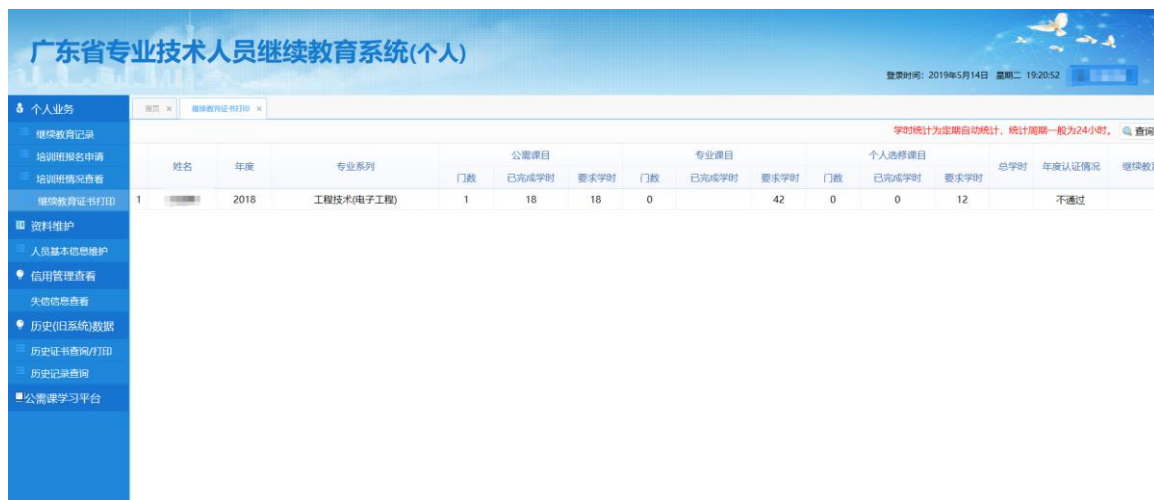 广东省专业技术人员继续教育系统(个人)
登录时间: 2019年5月14日 星期二 19:20:52
个人业务
继续教育记录
培训班报名申请
培训班情况查看
继续教育证书打印
资料维护
人员基本信息维护
信用管理查看
失信信息查看
历史(旧系统)数据
历史证书查询/打印
历史记录查询
公需课学习平台
首页 × 继续教育证书打印 ×
学时统计为定期自动统计，统计周期一般为24小时。 查询
姓名 年度 专业系列 公需课目 专业课目 个人选修课目 总学时 年度认证情况 继续教
门数 已完成学时 要求学时 门数 已完成学时 要求学时 门数 已完成学时 要求学时
1 2018 工程技术(电子工程) 1 18 18 0 42 0 0 12 不通过